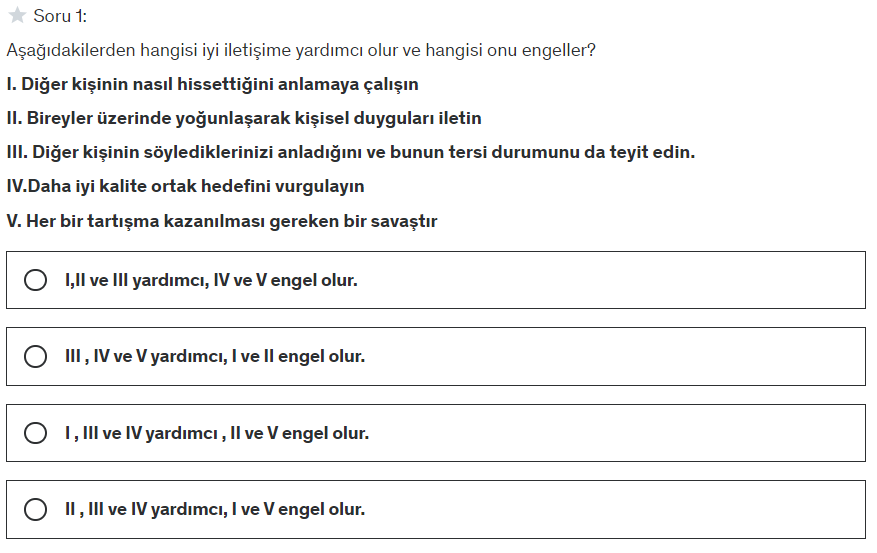 Soru 1:
Aşağıdakilerden hangisi iyi iletişime yardımcı olur ve hangisi onu engeller?
I. Diğer kişinin nasıl hissettiğini anlamaya çalışın
II. Bireyler üzerinde yoğunlaşarak kişisel duyguları iletin
III. Diğer kişinin söylediklerinizi anladığını ve bunun tersi durumunu da teyit edin.
IV.Daha iyi kalite ortak hedefini vurgulayın
V. Her bir tartışma kazanılması gereken bir savaştır
I,II ve III yardımcı, IV ve V engel olur.
III , IV ve V yardımcı, I ve II engel olur.
I , III ve IV yardımcı , II ve V engel olur.
II , III ve IV yardımcı, I ve V engel olur.